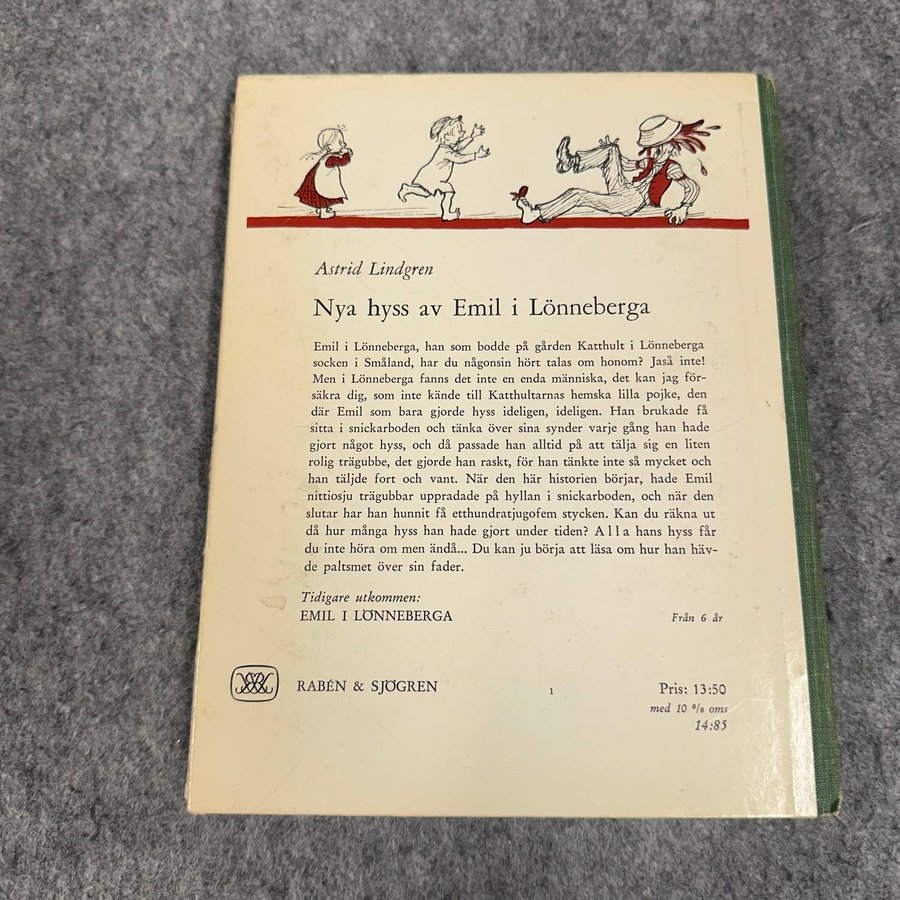 Astrid Lindgren
Nya hyss av Emil i Lönneberga
Emil i Lönneberga, han som bodde på gården Katthult i Lönneberga
socken i Småland, har du någonsin hört talas om honom? Jaså inte!
Men i Lönneberga fanns det inte en enda människa, det kan jag för-
säkra dig, som inte kände till Katthultarnas hemska lilla pojke, den
där Emil som bara gjorde hyss ideligen, ideligen. Han brukade få
sitta i snickarboden och tänka över sina synder varje gång han hade
gjort något hyss, och då passade han alltid på att tälja sig en liten
rolig trägubbe, det gjorde han raskt, för han tänkte inte så mycket och
han täljde fort och vant. När den här historien börjar, hade Emil
nittiosju trägubbar uppradade på hyllan i snickarboden, och när den
slutar har han hunnit få etthundratjugofem stycken. Kan du räkna ut
då hur många hyss han hade gjort under tiden? Alla hans hyss får
du inte höra om men ändå... Du kan ju börja att läsa om hur han häv-
de paltsmet över sin fader.
Tidigare utkommen:
EMIL I LÖNNEBERGA
Från 6 år
RABÉN & SJÖGREN
1
Pris: 13:50
med 10 % oms
14:85